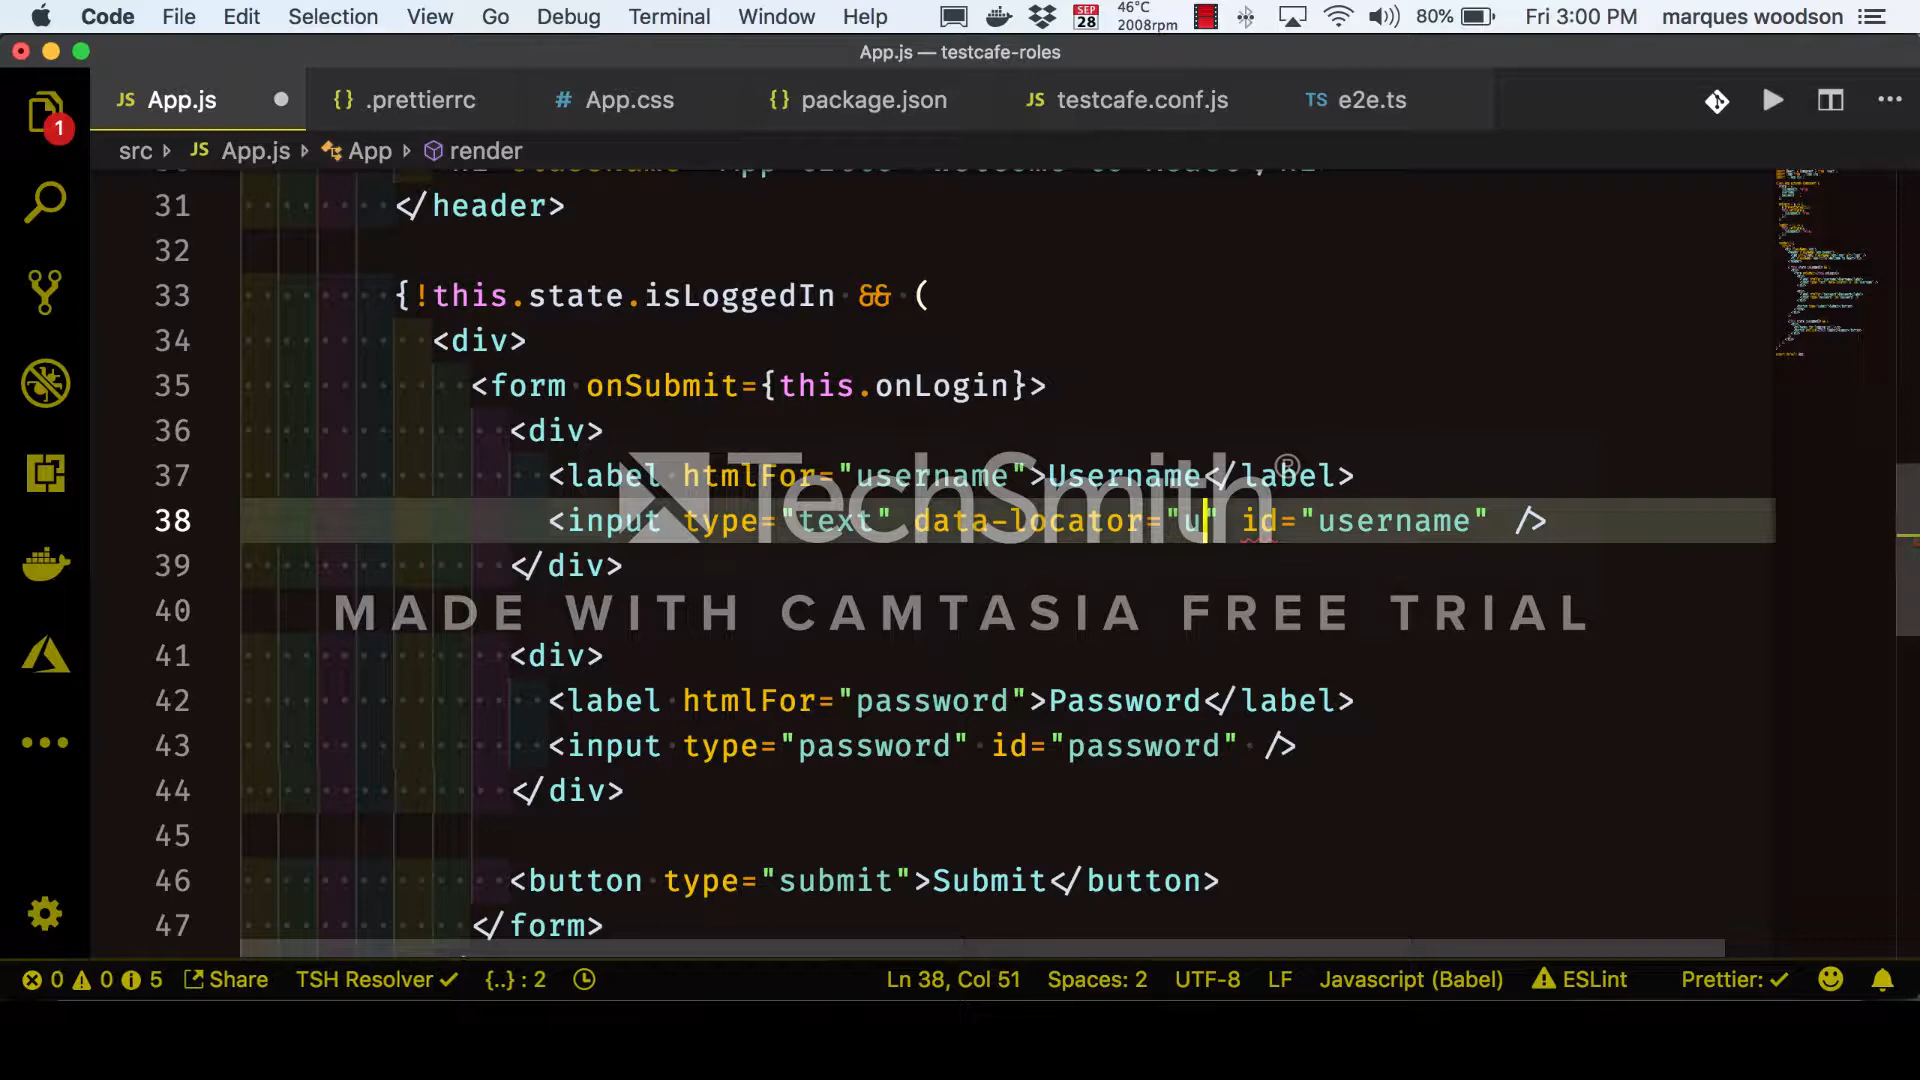 Code File Edit Selection View Go Debug Terminal Window Help SEP 28 46°C 2008rpm 80% Fri 3:00 PM marques woodson
App.js — testcafe-roles
JS App.js {} .prettierrc # App.css {} package.json JS testcafe.conf.js TS e2e.ts
1
src JS App.js App render
31 </header>
32
33 {!this.state.isLoggedIn && (
34 <div>
35 <form onSubmit={this.onLogin}>
36 <div>
37 <label htmlFor="username">Username</label>
38 <input type="text" data-locator="u" id="username" />
39 </div>
TechSmith®
40
MADE WITH CAMTASIA FREE TRIAL
41 <div>
42 <label htmlFor="password">Password</label>
43 <input type="password" id="password" />
44 </div>
45
46 <button type="submit">Submit</button>
47 </form>
0 0 5 Share TSH Resolver ✓ {..} : 2 Ln 38, Col 51 Spaces: 2 UTF-8 LF Javascript (Babel) ESLint Prettier: ✓